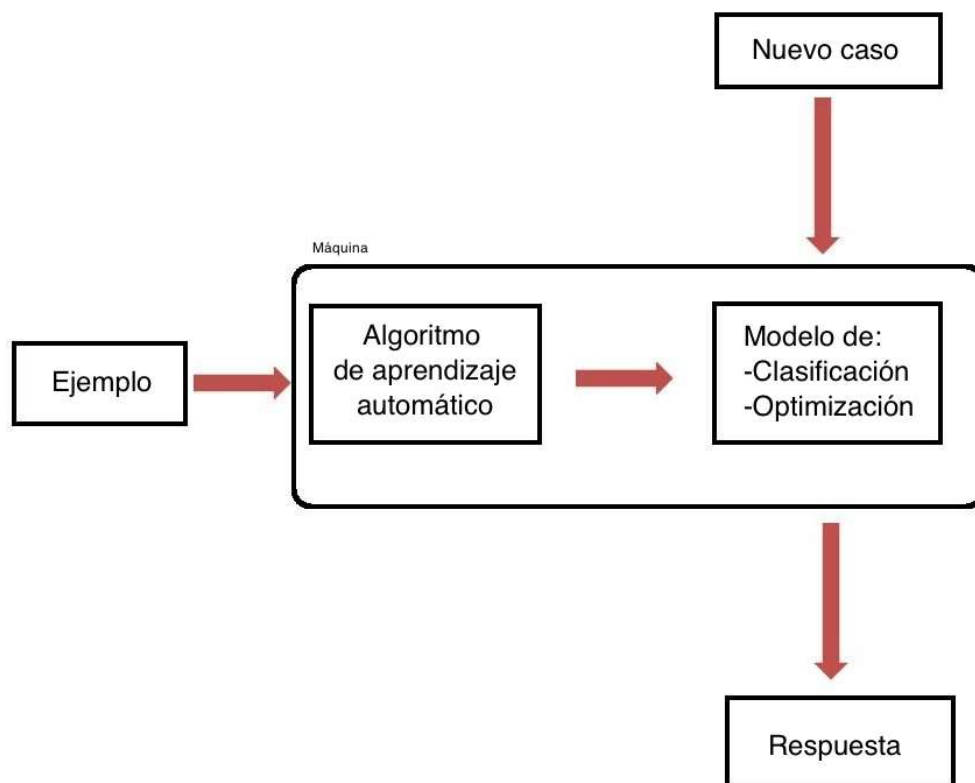 Nuevo caso
Máquina
Ejemplo
Algoritmo
de aprendizaje
automático
Modelo de:
-Clasificación
-Optimización
Respuesta